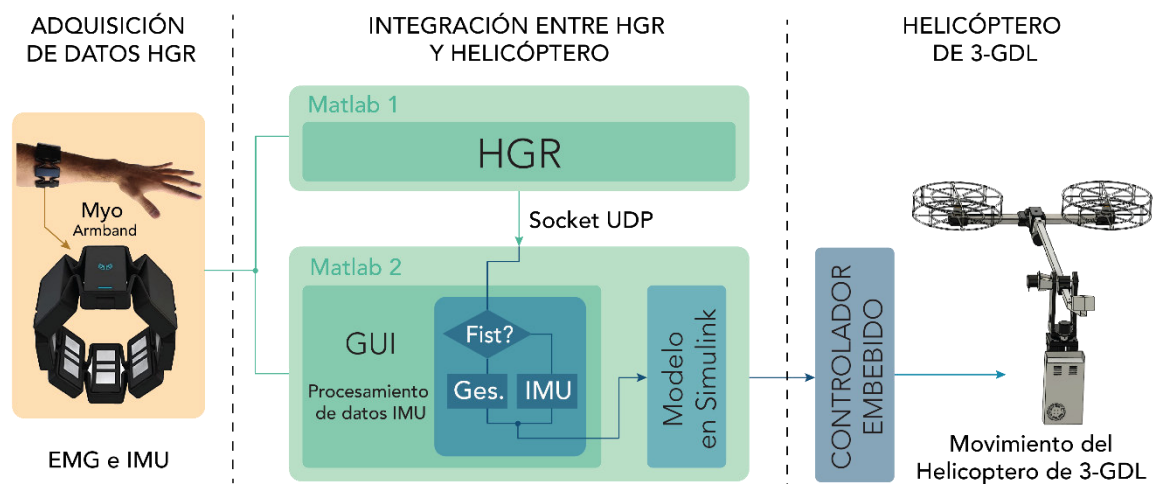 ADQUISICIÓN
DE DATOS HGR
Myo
Armband
EMG e IMU
INTEGRACIÓN ENTRE HGR
Y HELICÓPTERO
Matlab 1
HGR
Socket UDP
Matlab 2
GUI
Procesamiento
de datos IMU
Fist?
Ges.
IMU
Modelo
en Simulink
CONTROLADOR
EMBEBIDO
HELICÓPTERO
DE 3-GDL
Movimiento del
Helicoptero de 3-GDL